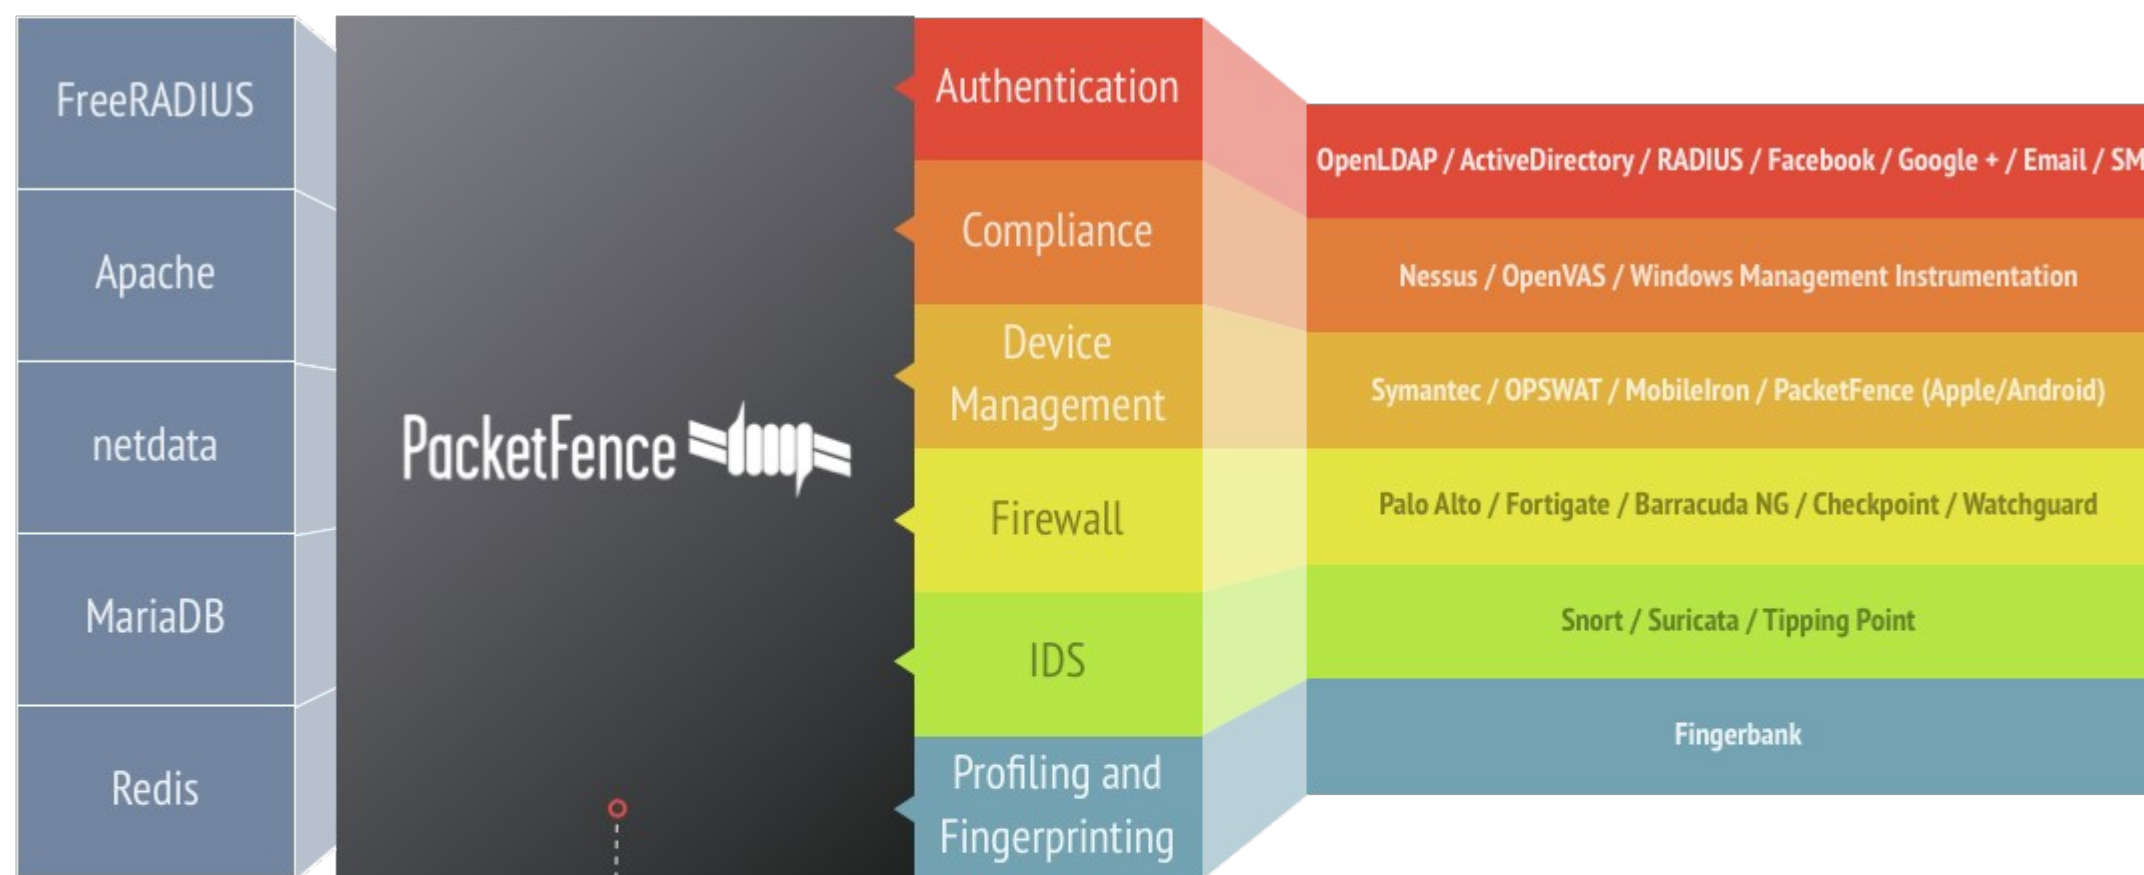 FreeRADIUS
Apache
netdata
MariaDB
Redis
PacketFence
Authentication
Compliance
Device
Management
Firewall
IDS
Profiling and
Fingerprinting
OpenLDAP / ActiveDirectory / RADIUS / Facebook / Google + / Email / SM
Nessus / OpenVAS / Windows Management Instrumentation
Symantec / OPSWAT / MobileIron / PacketFence (Apple/Android)
Palo Alto / Fortigate / Barracuda NG / Checkpoint / Watchguard
Snort / Suricata / Tipping Point
Fingerbank